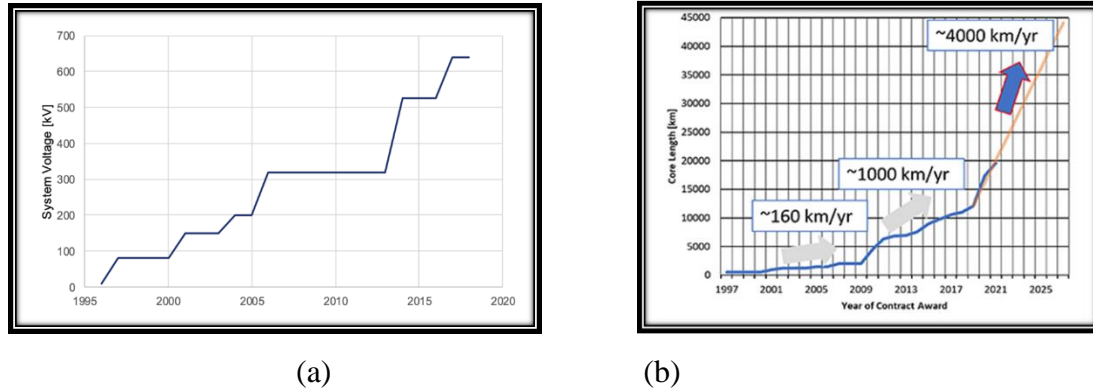 700
600
500
400
300
200
100
0
System Voltage [kV]
1995 2000 2005 2010 2015 2020
45000
40000
35000
30000
25000
20000
15000
10000
5000
0
Core Length [km]
~4000 km/yr
~1000 km/yr
~160 km/yr
1997 2001 2005 2009 2013 2017 2021 2025
Year of Contract Award
(a) (b)